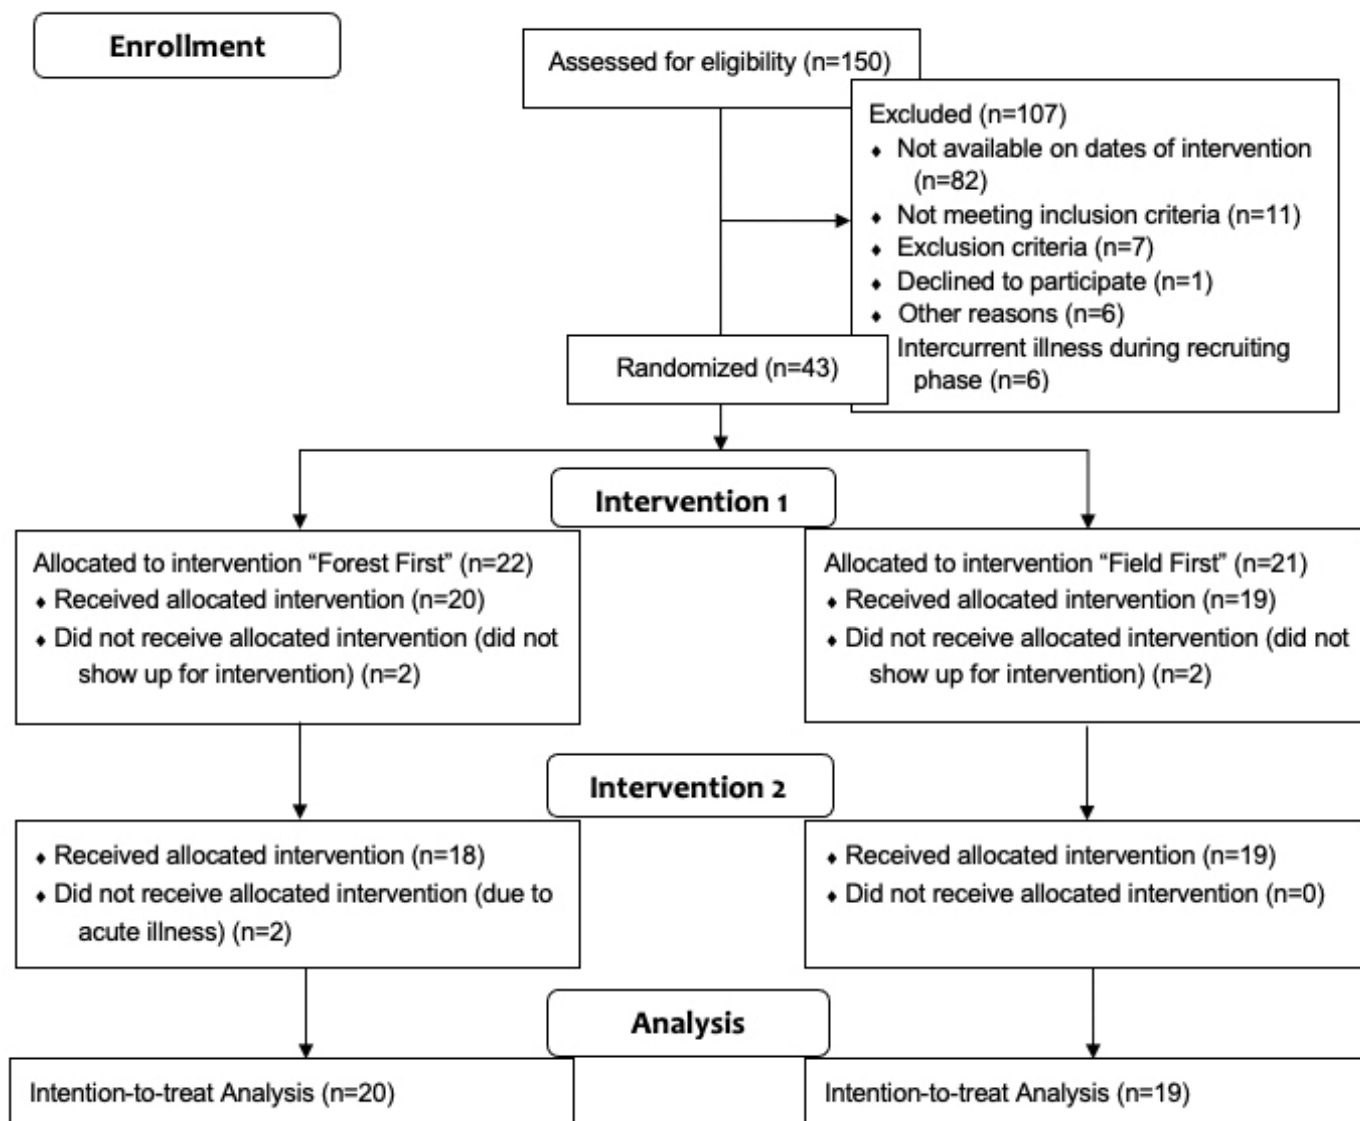 Enrollment
Assessed for eligibility (n=150)
Excluded (n=107)
♦ Not available on dates of intervention
(n=82)
♦ Not meeting inclusion criteria (n=11)
♦ Exclusion criteria (n=7)
♦ Declined to participate (n=1)
♦ Other reasons (n=6)
Intercurrent illness during recruiting
phase (n=6)
Randomized (n=43)
Intervention 1
Allocated to intervention “Forest First” (n=22)
♦ Received allocated intervention (n=20)
♦ Did not receive allocated intervention (did not
show up for intervention) (n=2)
Allocated to intervention “Field First” (n=21)
♦ Received allocated intervention (n=19)
♦ Did not receive allocated intervention (did not
show up for intervention) (n=2)
Intervention 2
♦ Received allocated intervention (n=18)
♦ Did not receive allocated intervention (due to
acute illness) (n=2)
♦ Received allocated intervention (n=19)
♦ Did not receive allocated intervention (n=0)
Analysis
Intention-to-treat Analysis (n=20)
Intention-to-treat Analysis (n=19)